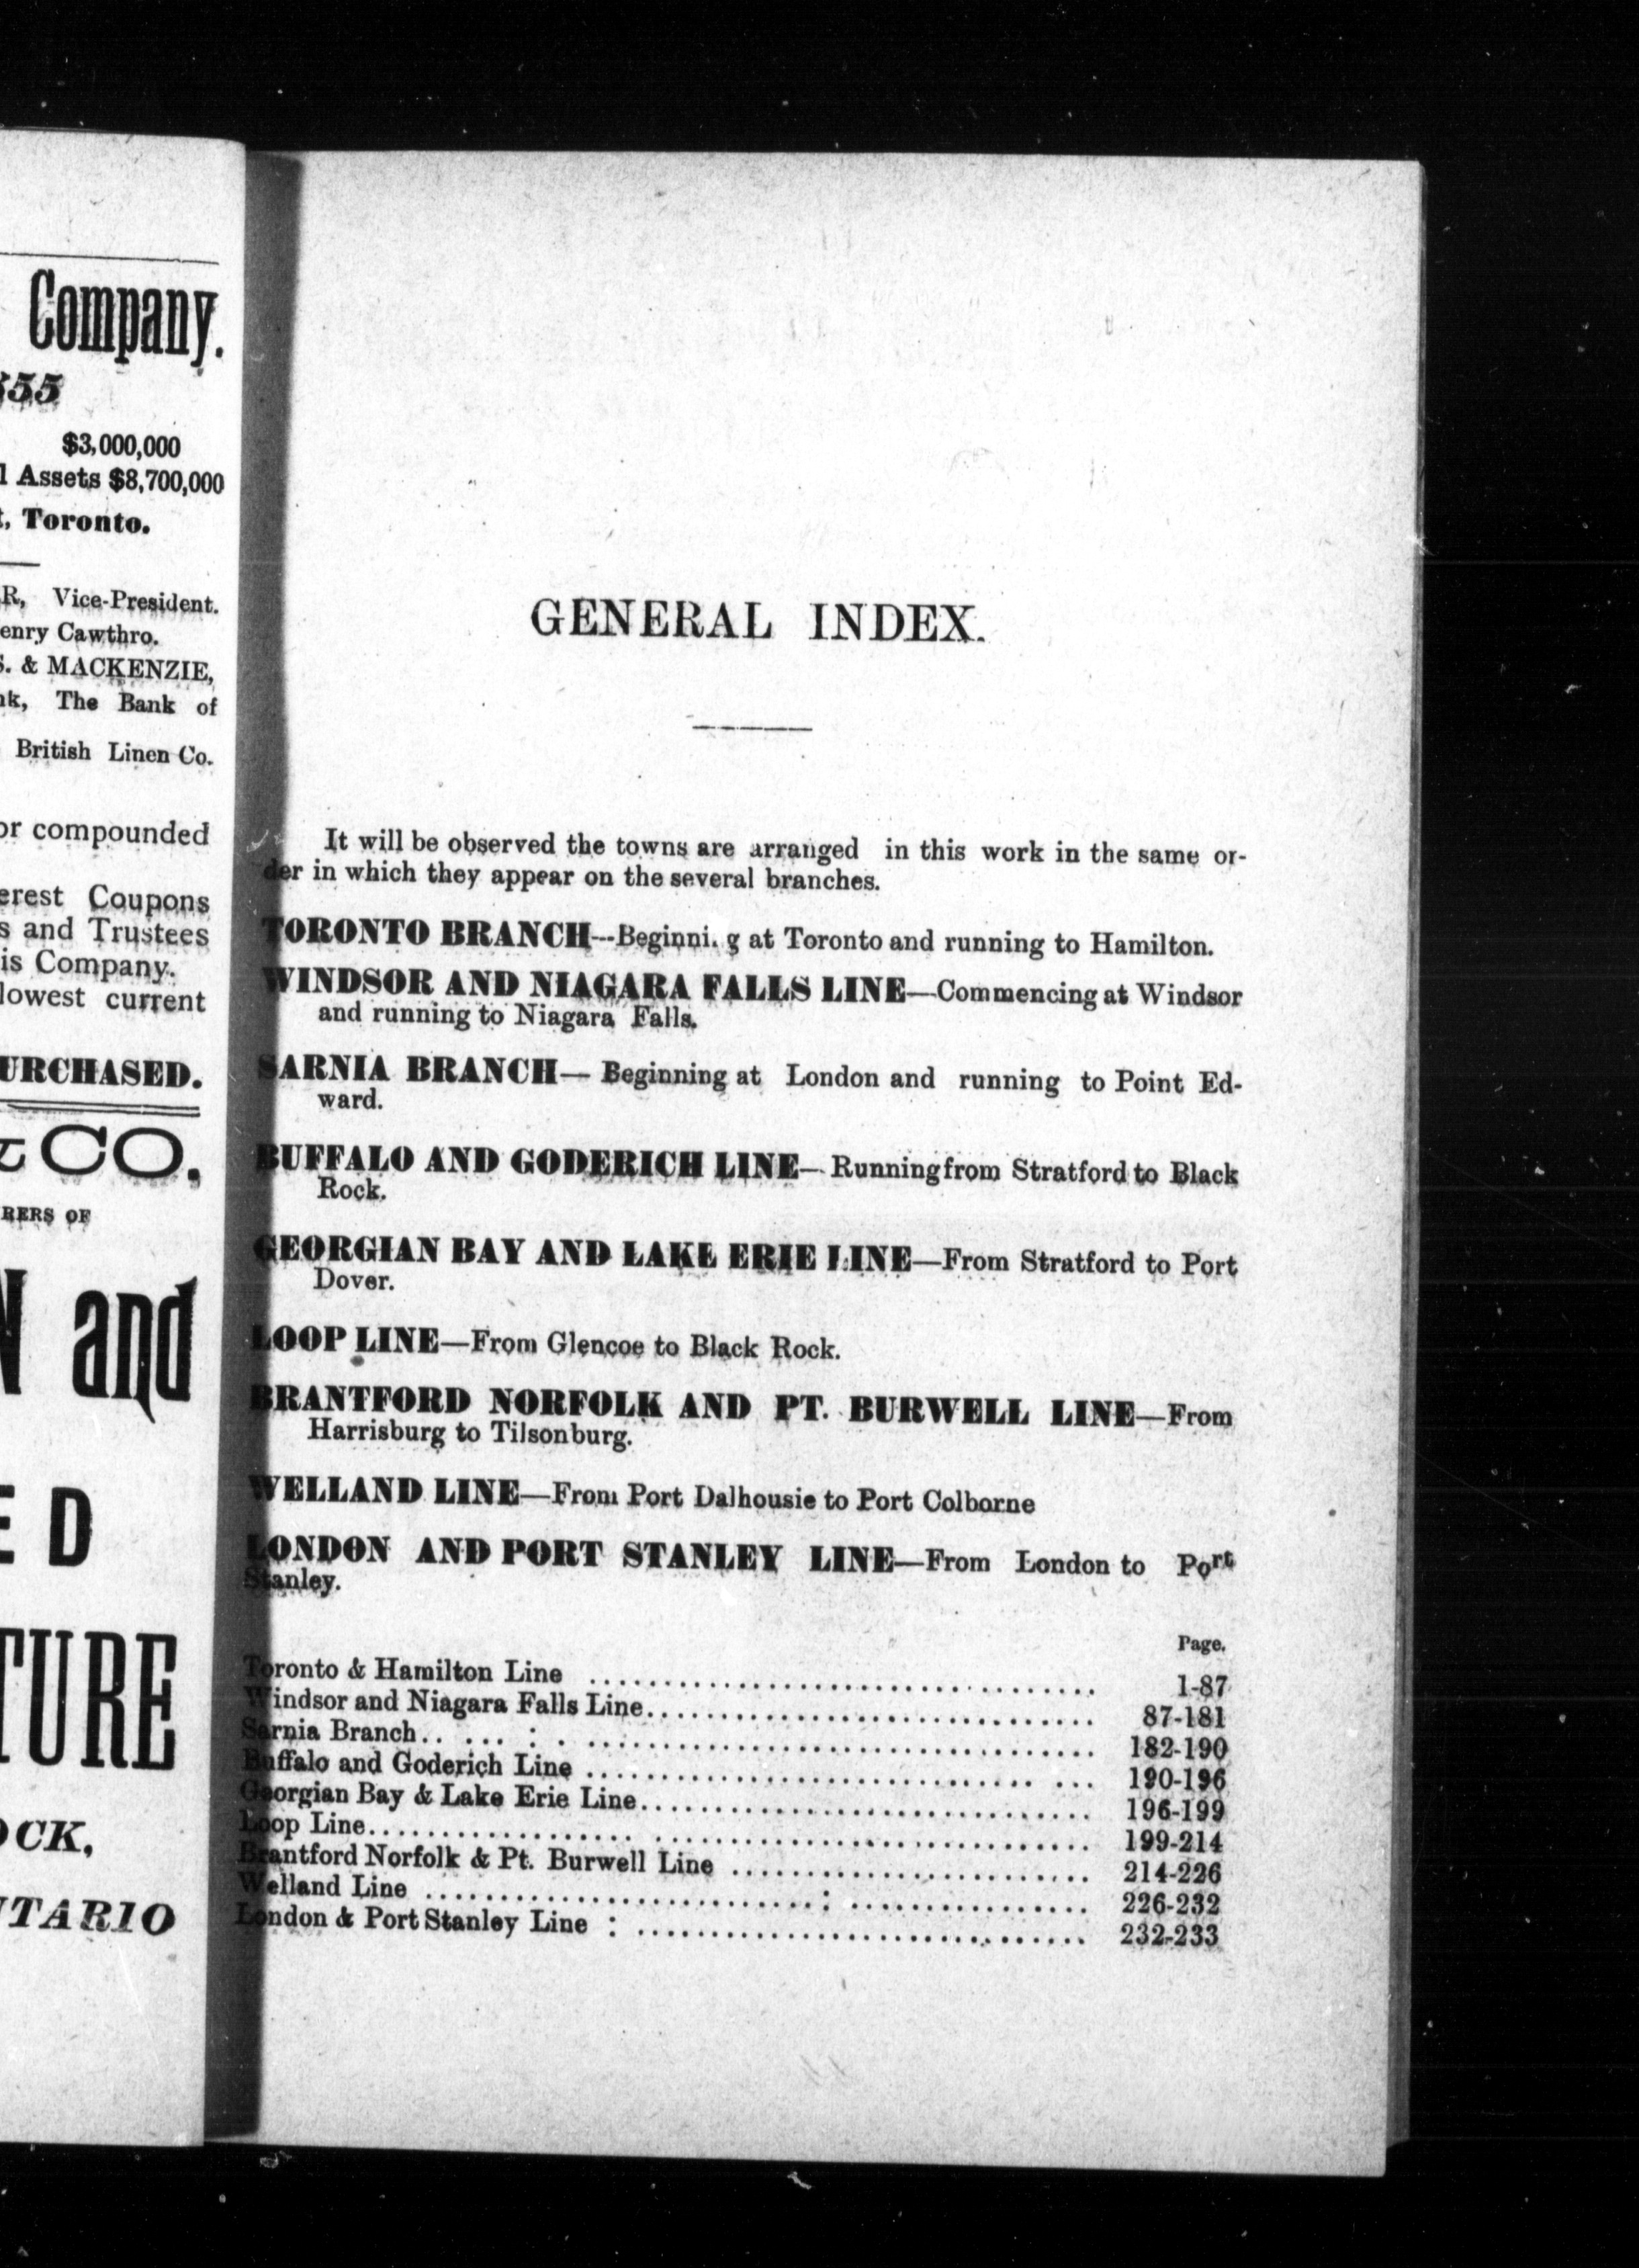 Company.
855
$3,000,000
l Assets $8,700,000
t, Toronto.
R, Vice-President.
enry Cawthro.
S. & MACKENZIE,
nk, The Bank of
British Linen Co.
or compounded
erest Coupons
s and Trustees
is Company.
lowest current
URCHASED.
& CO.
RERS OF
N and
E D
TURE
OCK,
NTARIO
GENERAL INDEX.
It will be observed the towns are arranged in this work in the same or-
der in which they appear on the several branches.
TORONTO BRANCH--Beginni. g at Toronto and running to Hamilton.
WINDSOR AND NIAGARA FALLS LINE—Commencing at Windsor
and running to Niagara Falls.
SARNIA BRANCH— Beginning at London and running to Point Ed-
ward.
BUFFALO AND GODERICH LINE— Running from Stratford to Black
Rock.
GEORGIAN BAY AND LAKE ERIE LINE—From Stratford to Port
Dover.
LOOP LINE—From Glencoe to Black Rock.
BRANTFORD NORFOLK AND PT. BURWELL LINE—From
Harrisburg to Tilsonburg.
WELLAND LINE—From Port Dalhousie to Port Colborne
LONDON AND PORT STANLEY LINE—From London to Port
Stanley.
Page.
Toronto & Hamilton Line .................................. 1-87
Windsor and Niagara Falls Line.............................. 87-181
Sarnia Branch.. ... : . .................................. 182-190
Buffalo and Goderich Line .............................. ... 190-196
Georgian Bay & Lake Erie Line.............................. 196-199
Loop Line.................. ............................. 199-214
Brantford Norfolk & Pt. Burwell Line ........................ 214-226
Welland Line ..........................: ................ 226-232
London & Port Stanley Line : .............................. 232-233